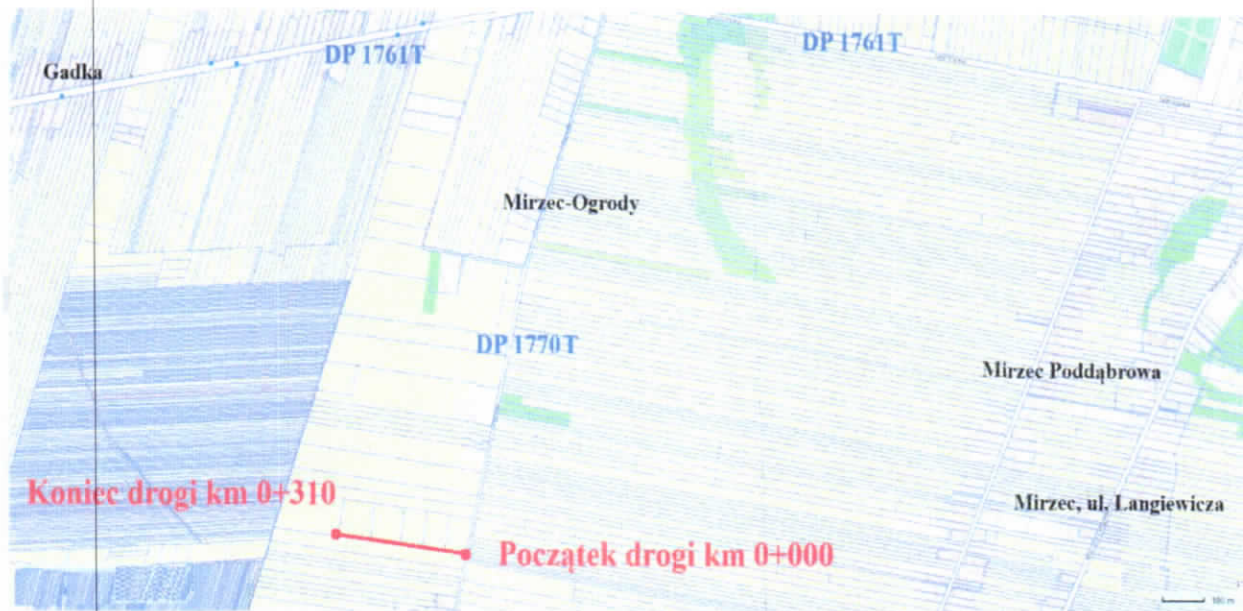 DP 1761T
DP 1761T
Gadka
Mirzec-Ogrody
DP 1770T
Mirzec Poddąbrowa
Koniec drogi km 0+310
Mirzec, ul. Langiewicza
Początek drogi km 0+000